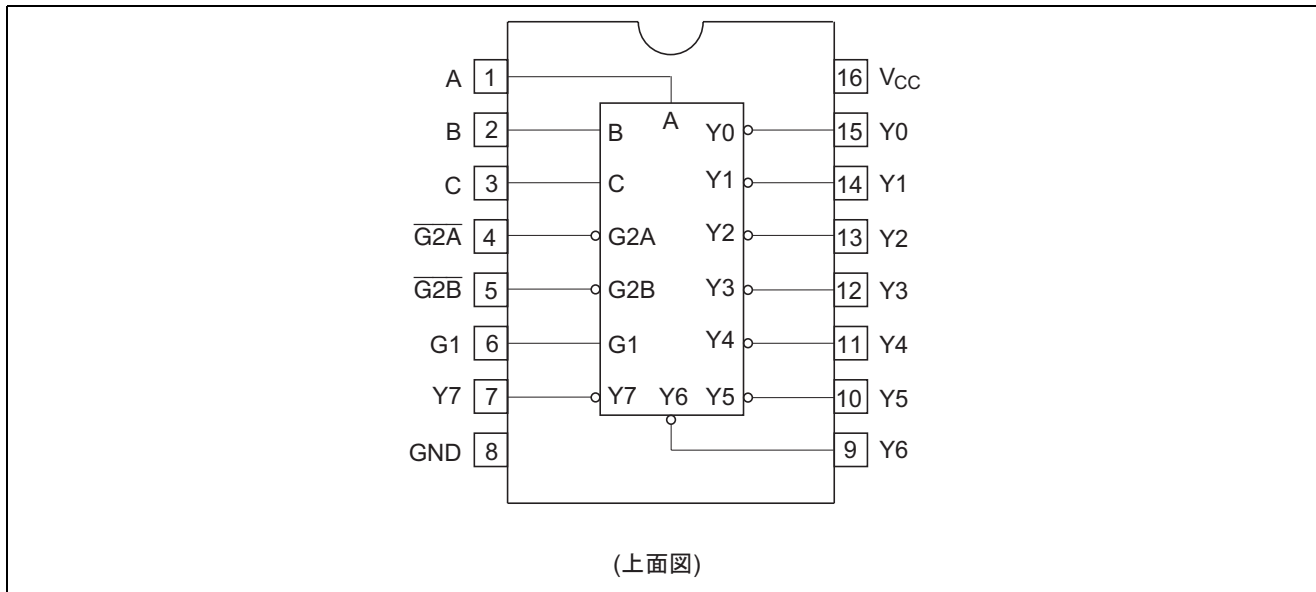 A 1 A 16 VCC
B 2 B Y0 15 Y0
C 3 C Y1 14 Y1
G2A 4 G2A Y2 13 Y2
G2B 5 G2B Y3 12 Y3
G1 6 G1 Y4 11 Y4
Y7 7 Y7 Y6 Y5 10 Y5
GND 8 9 Y6
(上面図)